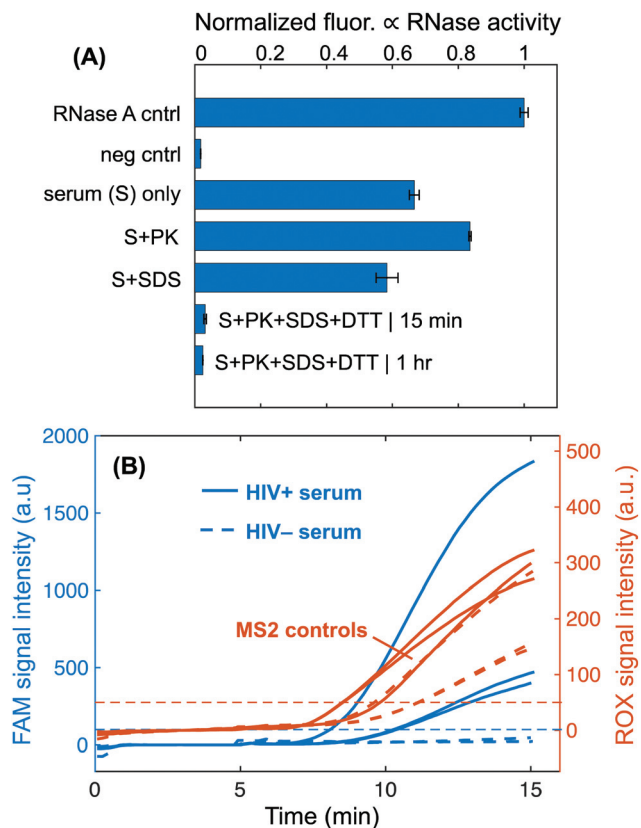 Normalized fluor. ∝ RNase activity
(A)
0 0.2 0.4 0.6 0.8 1
RNase A cntrl
neg cntrl
serum (S) only
S+PK
S+SDS
S+PK+SDS+DTT | 15 min
S+PK+SDS+DTT | 1 hr
(B)
FAM signal intensity (a.u)
2000
1500
1000
500
0
HIV+ serum
HIV– serum
MS2 controls
500
400
300
200
100
0
ROX signal intensity (a.u.)
0 5 10 15
Time (min)